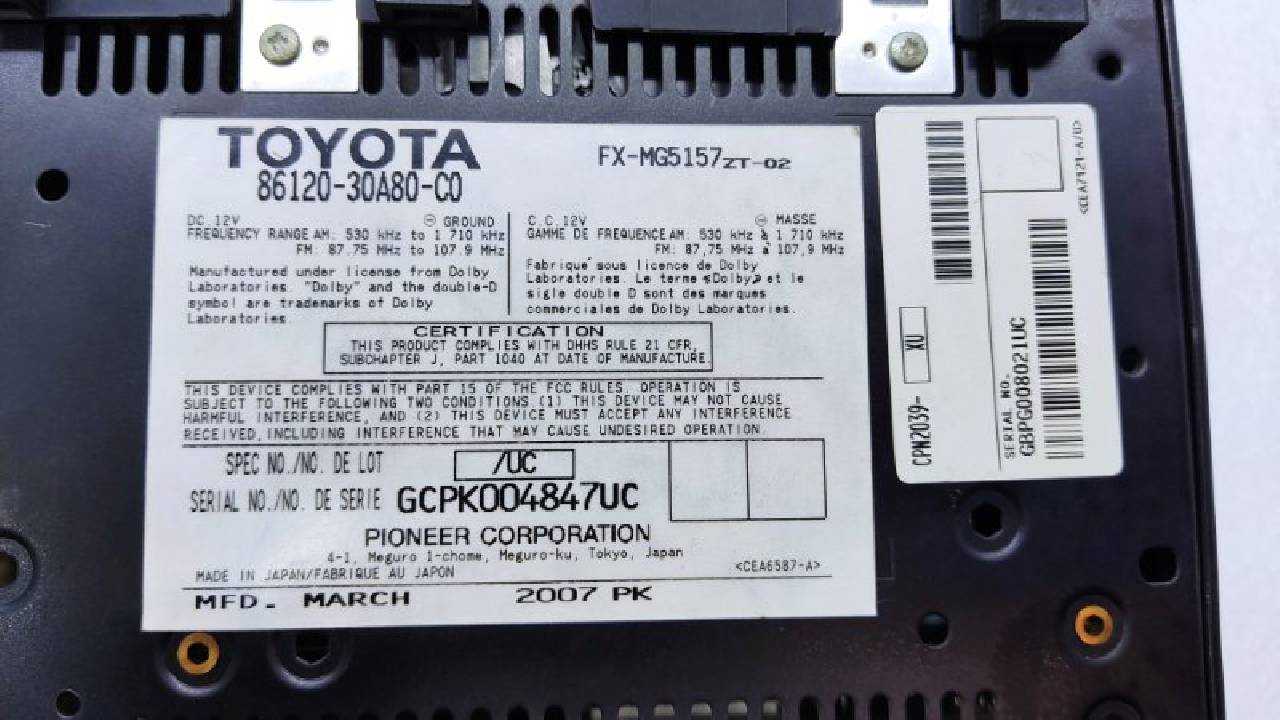 TOYOTA
86120-30A80-C0
FX-MG5157ZT-02
DC 12V ⊖ GROUND
FREQUENCY RANGE AM: 530 kHz to 1 710 kHz
FM: 87.75 MHz to 107.9 MHz
Manufactured under license from Dolby
Laboratories. "Dolby" and the double-D
symbol are trademarks of Dolby
Laboratories.
C.C.12V ⊖ MASSE
GAMME DE FREQUENCE AM: 530 kHz à 1 710 kHz
FM: 87,75 MHz à 107,9 MHz
Fabriqué sous licence de Dolby
Laboratories. Le terme «Dolby» et le
sigle double D sont des marques
commerciales de Dolby Laboratories.
CERTIFICATION
THIS PRODUCT COMPLIES WITH DHHS RULE 21 CFR,
SUBCHAPTER J, PART 1040 AT DATE OF MANUFACTURE.
THIS DEVICE COMPLIES WITH PART 15 OF THE FCC RULES. OPERATION IS
SUBJECT TO THE FOLLOWING TWO CONDITIONS.(1) THIS DEVICE MAY NOT CAUSE
HARMFUL INTERFERENCE, AND (2) THIS DEVICE MUST ACCEPT ANY INTERFERENCE
RECEIVED,INCLUDING INTERFERENCE THAT MAY CAUSE UNDESIRED OPERATION.
SPEC NO./NO. DE LOT /UC
SERIAL NO./NO. DE SERIE GCPK004847UC
PIONEER CORPORATION
4-1, Meguro 1-chome, Meguro-ku, Tokyo, Japan
MADE IN JAPAN/FABRIQUE AU JAPON <CEA6587-A>
MFD. MARCH 2007 PK
CPN2039- XU
SERIAL NO.
GBPG008021UC
<CEA7421-A/U>